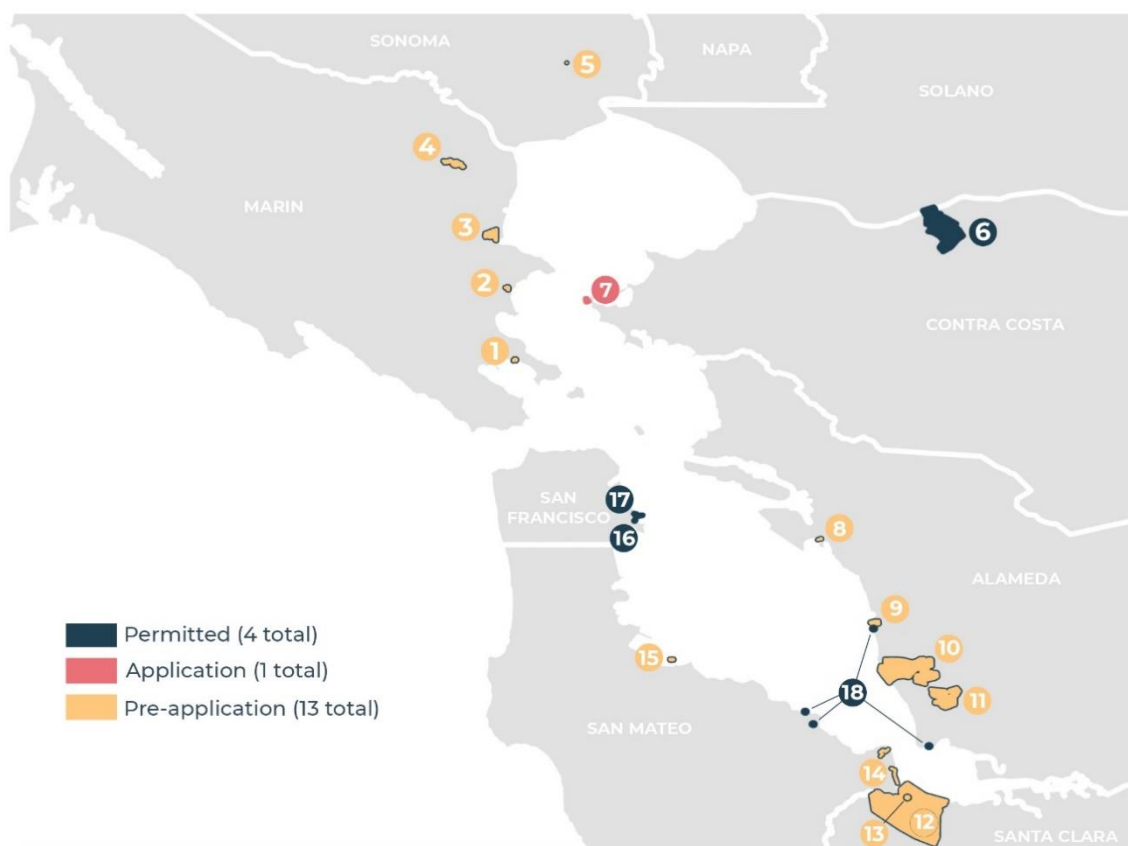 SONOMA
NAPA
5
SOLANO
4
MARIN
3
6
2
7
CONTRA COSTA
1
17
SAN
FRANCISCO
16
8
ALAMEDA
9
Permitted (4 total)
Application (1 total)
Pre-application (13 total)
15
10
18
11
SAN MATEO
14
13
12
SANTA CLARA